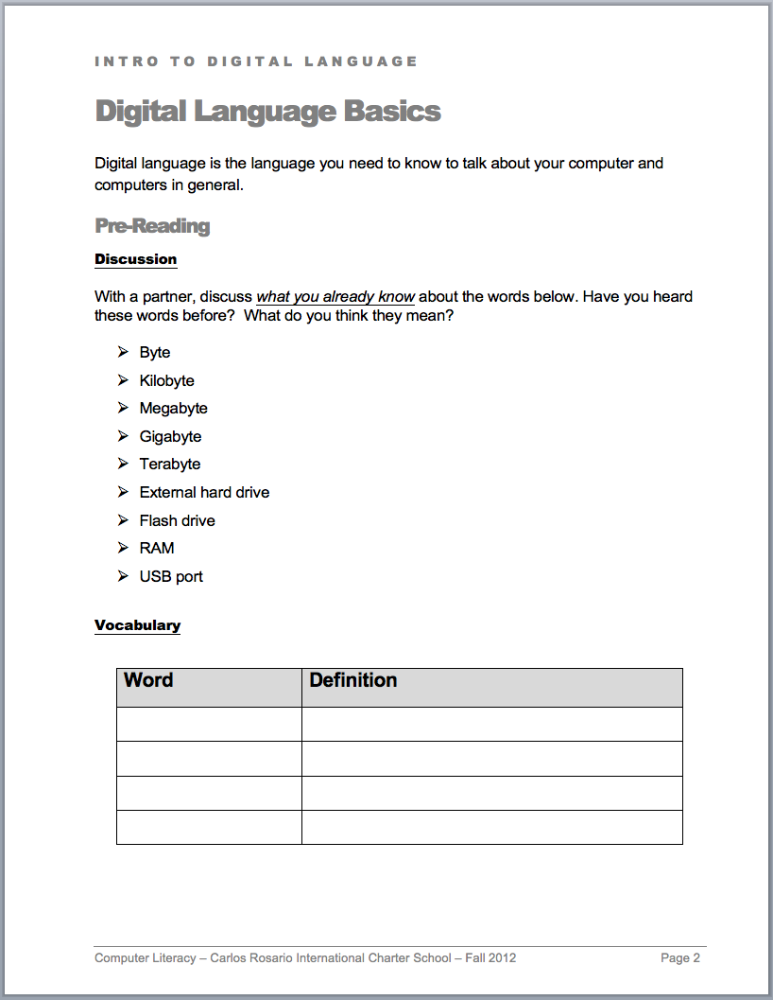 INTRO TO DIGITAL LANGUAGE
Digital Language Basics
Digital language is the language you need to know to talk about your computer and
computers in general.
Pre-Reading
Discussion
With a partner, discuss what you already know about the words below. Have you heard
these words before?  What do you think they mean?
➢ Byte
➢ Kilobyte
➢ Megabyte
➢ Gigabyte
➢ Terabyte
➢ External hard drive
➢ Flash drive
➢ RAM
➢ USB port
Vocabulary
Word Definition
Computer Literacy – Carlos Rosario International Charter School – Fall 2012 Page 2